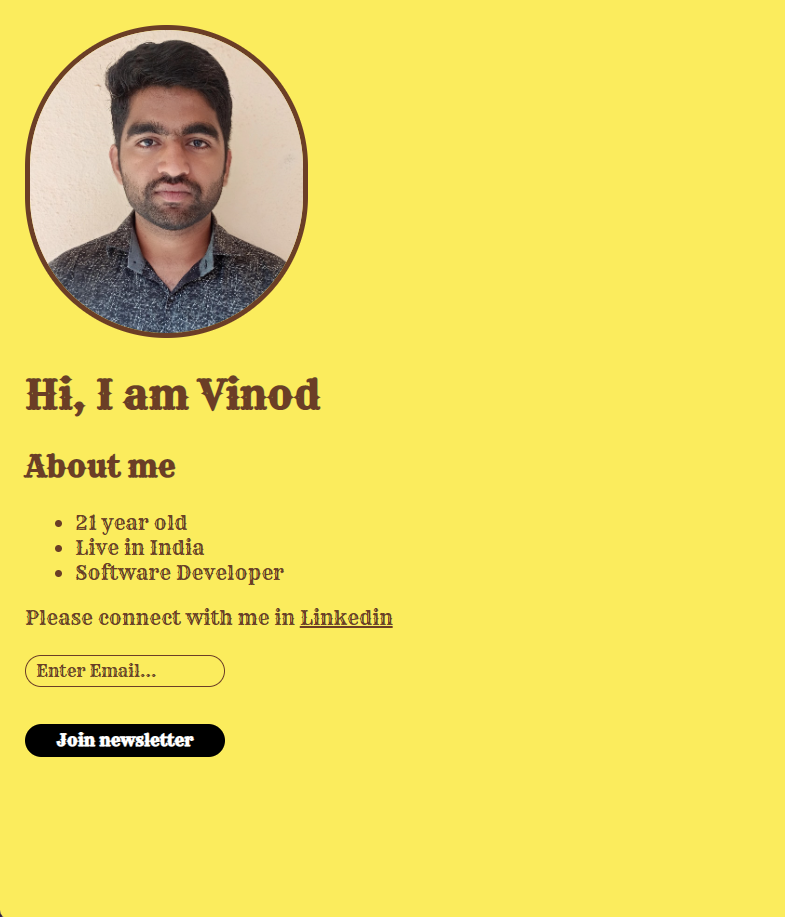 Hi, I am Vinod
About me
21 year old
Live in India
Software Developer
Please connect with me in Linkedin
Enter Email...
Join newsletter